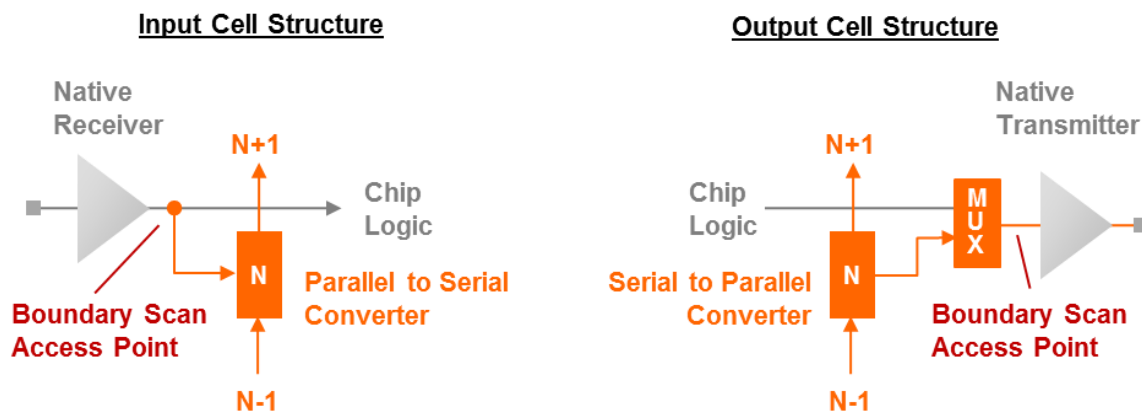 Input Cell Structure
Native
Receiver
N+1
Chip
Logic
N
Parallel to Serial
Converter
Boundary Scan
Access Point
N-1
Output Cell Structure
Native
Transmitter
N+1
Chip
Logic
MUX
N
Serial to Parallel
Converter
Boundary Scan
Access Point
N-1